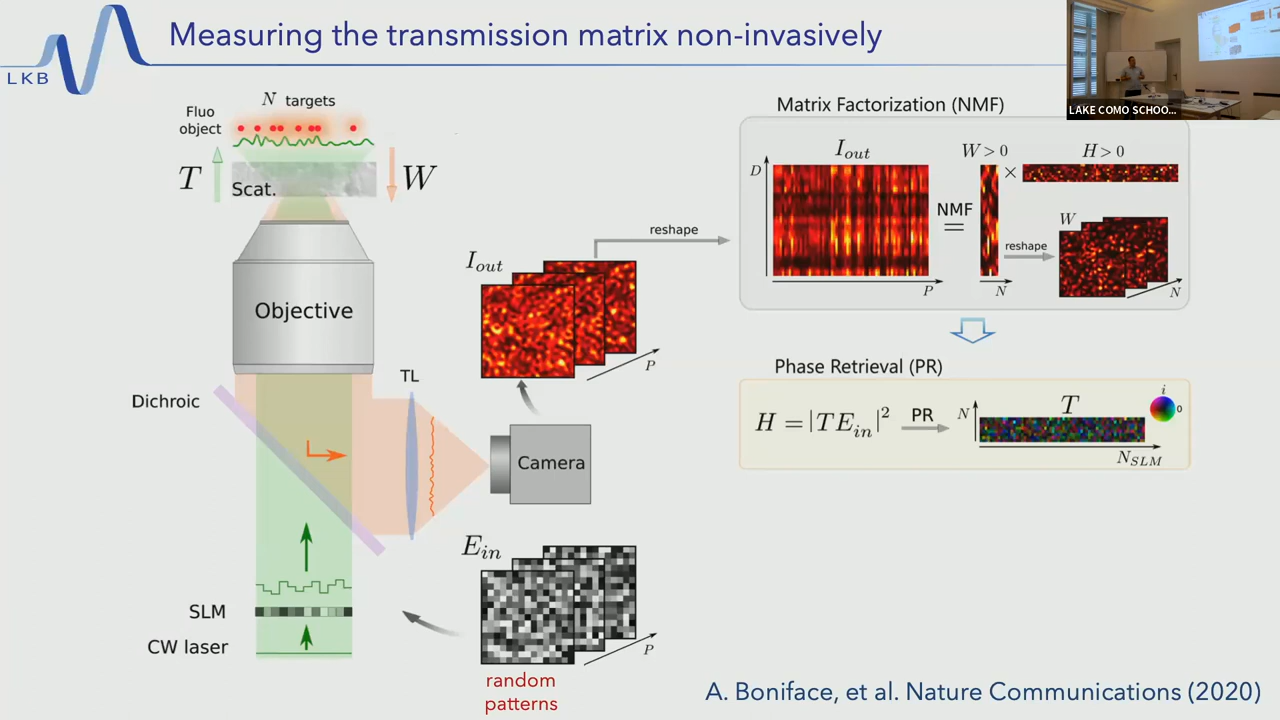 Measuring the transmission matrix non-invasively
LKB
LAKE COMO SCHOO...
N targets
Fluo
object
T
Scat.
W
Objective
Dichroic
TL
Camera
SLM
CW laser
I_out
P
E_in
P
random
patterns
reshape
Matrix Factorization (NMF)
D
I_out
P
NMF
=
W > 0
×
H > 0
N
reshape
W
N
Phase Retrieval (PR)
H = |TE_in|²
PR
N
T
N_SLM
i
0
A. Boniface, et al. Nature Communications (2020)